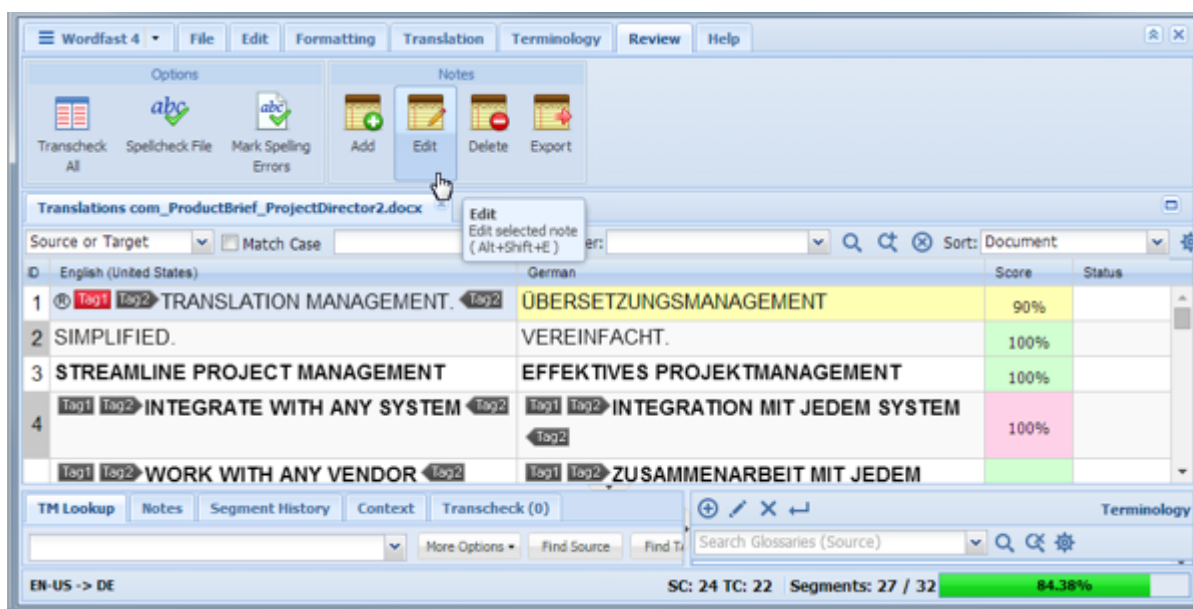 Wordfast 4 File Edit Formatting Translation Terminology Review Help
Options Notes
Transcheck All Spellcheck File Mark Spelling Errors Add Edit Delete Export
Translations com_ProductBrief_ProjectDirector2.docx
Edit
Edit selected note
( Alt+Shift+E )
Source or Target Match Case er: Sort: Document
ID English (United States) German Score Status
1 ® Tag1 Tag2 TRANSLATION MANAGEMENT. Tag2 ÜBERSETZUNGSMANAGEMENT 90%
2 SIMPLIFIED. VEREINFACHT. 100%
3 STREAMLINE PROJECT MANAGEMENT EFFEKTIVES PROJEKTMANAGEMENT 100%
4 Tag1 Tag2 INTEGRATE WITH ANY SYSTEM Tag2 Tag1 Tag2 INTEGRATION MIT JEDEM SYSTEM Tag2 100%
Tag1 Tag2 WORK WITH ANY VENDOR Tag2 Tag1 Tag2 ZUSAMMENARBEIT MIT JEDEM
TM Lookup Notes Segment History Context Transcheck (0) Terminology
More Options Find Source Find Search Glossaries (Source)
EN-US -> DE SC: 24 TC: 22 Segments: 27 / 32 84.38%